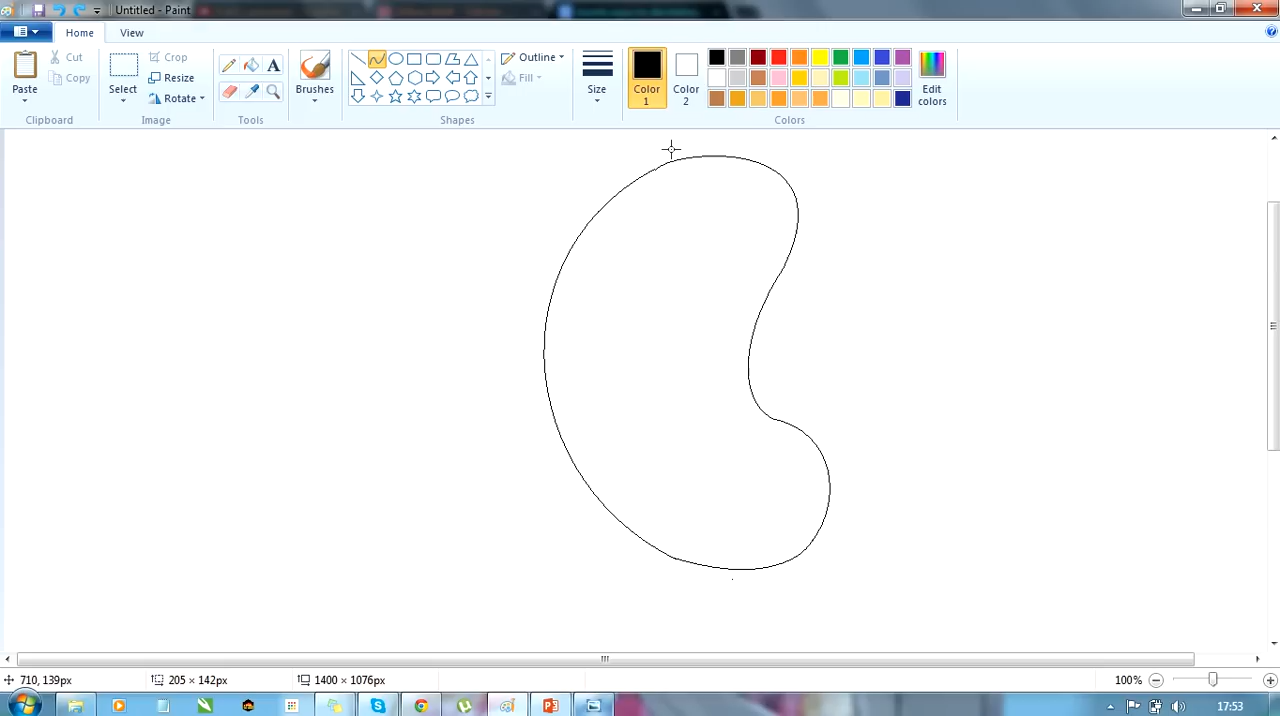 Untitled - Paint
Home View
Paste
Cut
Copy
Clipboard
Select
Crop
Resize
Rotate
Image
A
Tools
Brushes
Outline
Fill
Shapes
Size
Color 1
Color 2
Edit colors
Colors
710, 139px
205 × 142px
1400 × 1076px
100%
17:53